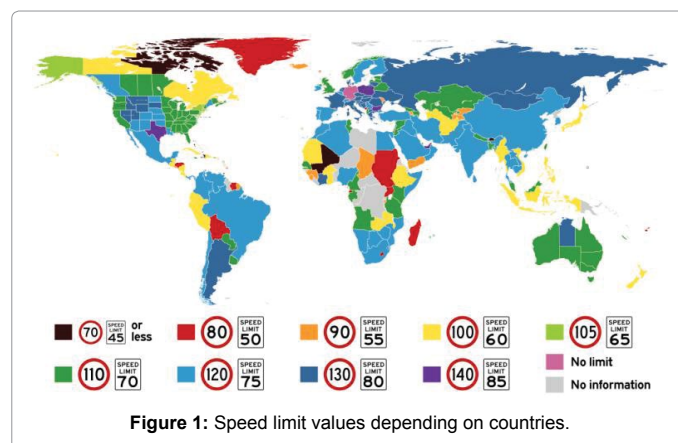 70 SPEED LIMIT 45 or less
80 SPEED LIMIT 50
90 SPEED LIMIT 55
100 SPEED LIMIT 60
105 SPEED LIMIT 65
110 SPEED LIMIT 70
120 SPEED LIMIT 75
130 SPEED LIMIT 80
140 SPEED LIMIT 85
No limit
No information
Figure 1: Speed limit values depending on countries.